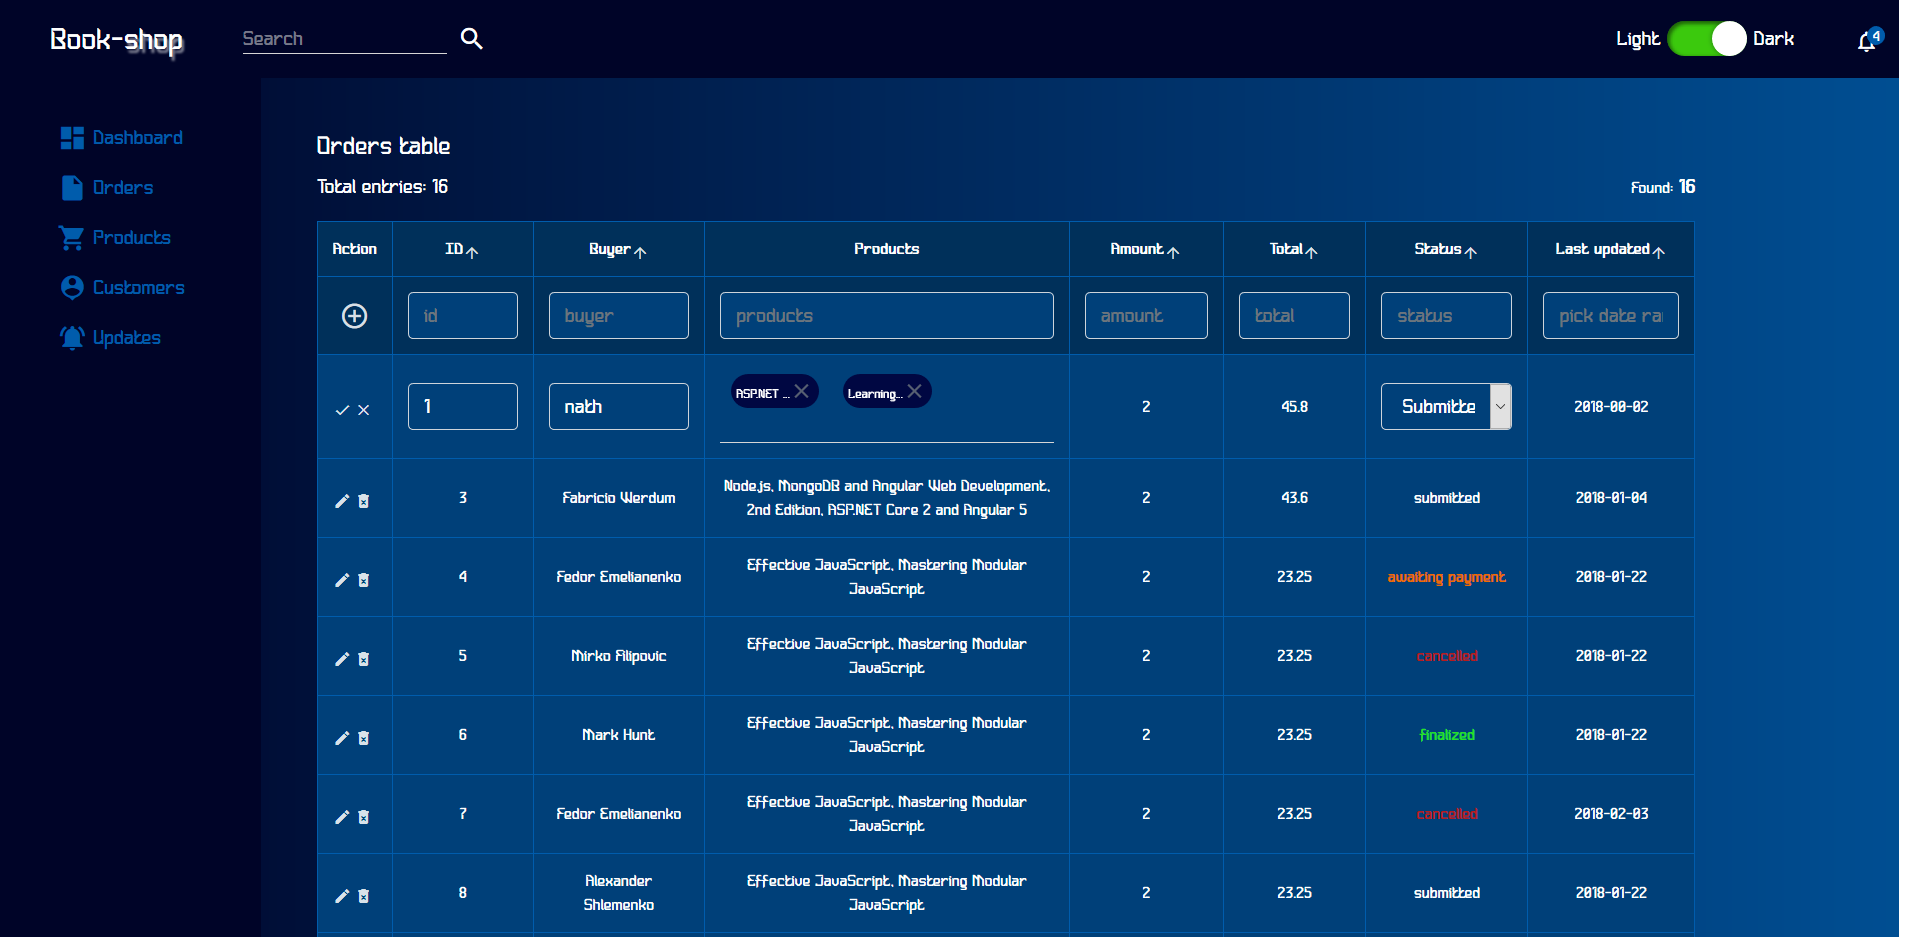 Book-shop
Search
Light
Dark
4
Dashboard
Orders
Products
Customers
Updates
Orders table
Total entries: 16
Found: 16
Action ID Buyer Products Amount Total Status Last updated
id buyer products amount total status pick date ra
1 nath ASP.NET ... Learning... 2 45.8 Submitte 2018-00-02
3 Fabricio Werdum Node.js, MongoDB and Angular Web Development, 2 43.6 submitted 2018-01-04
2nd Edition, ASP.NET Core 2 and Angular 5
4 Fedor Emelianenko Effective JavaScript, Mastering Modular 2 23.25 awaiting payment 2018-01-22
JavaScript
5 Mirko Filipovic Effective JavaScript, Mastering Modular 2 23.25 cancelled 2018-01-22
JavaScript
6 Mark Hunt Effective JavaScript, Mastering Modular 2 23.25 finalized 2018-01-22
JavaScript
7 Fedor Emelianenko Effective JavaScript, Mastering Modular 2 23.25 cancelled 2018-02-03
JavaScript
8 Alexander Effective JavaScript, Mastering Modular 2 23.25 submitted 2018-01-22
Shlemenko JavaScript